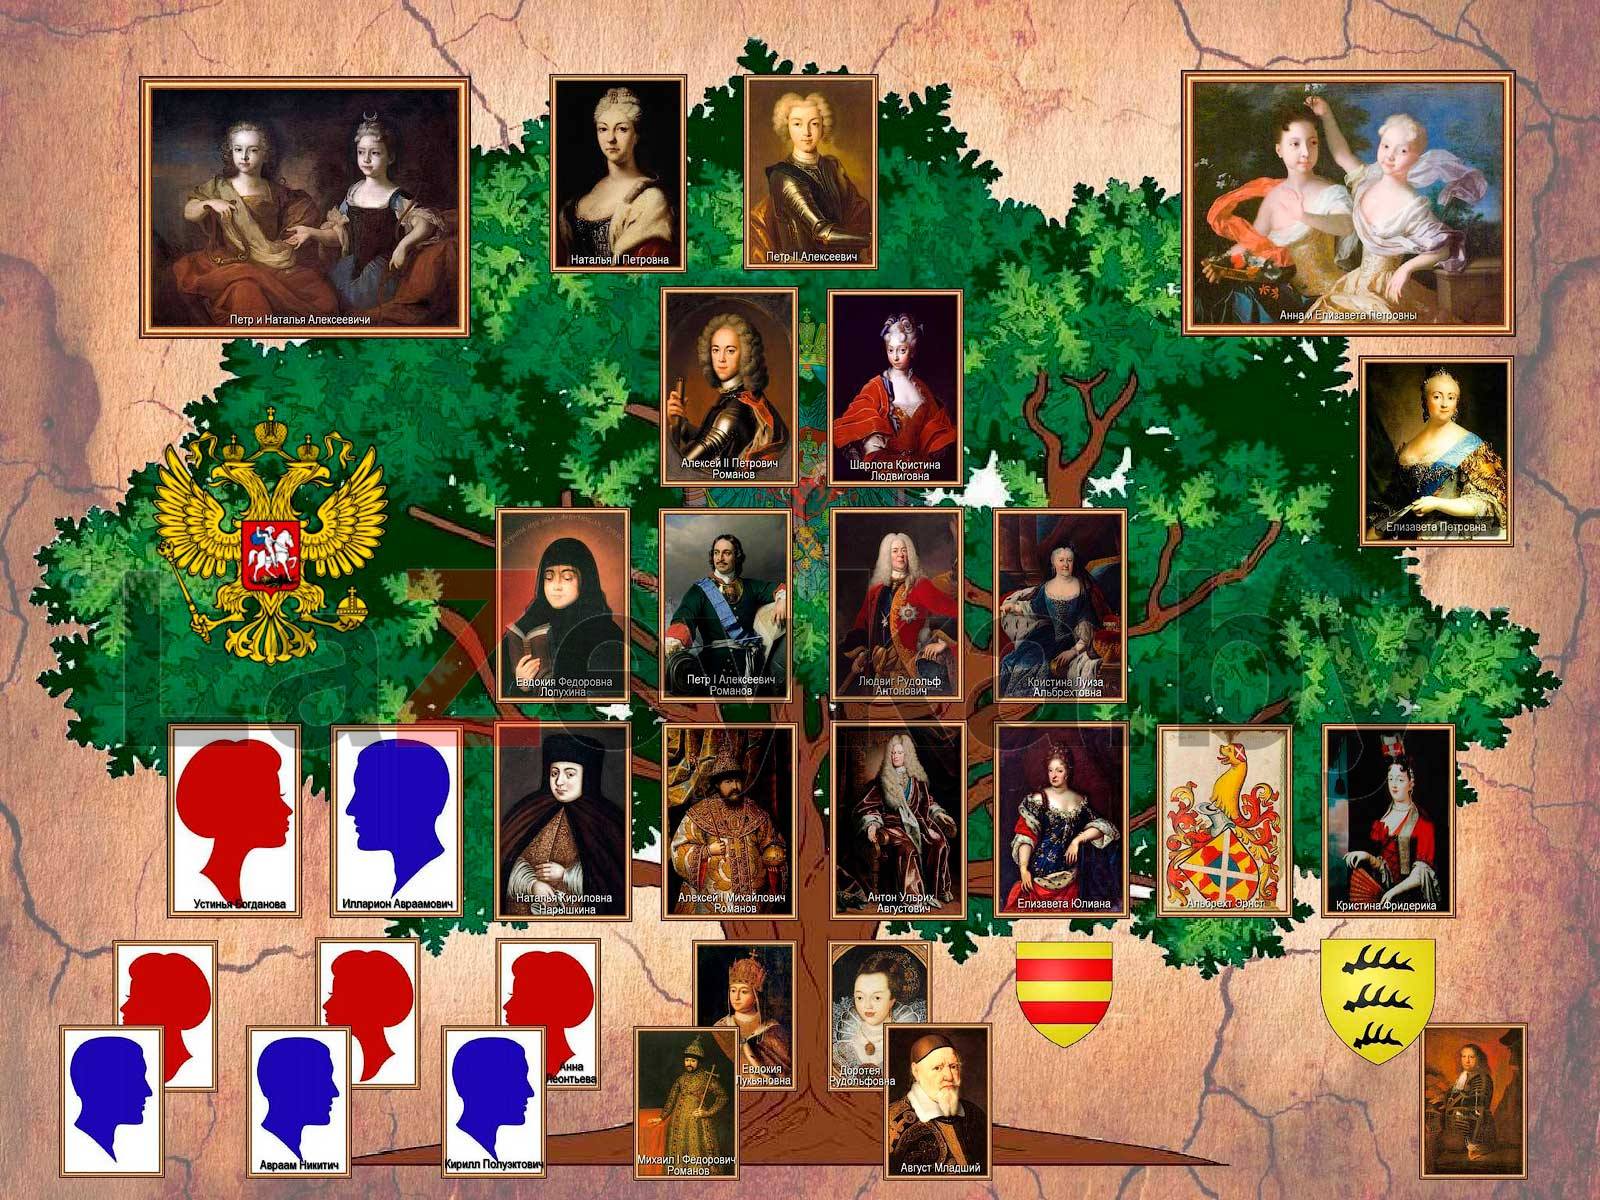 Петр и Наталья Алексеевичи
Наталья II Петровна
Петр II Алексеевич
Анна и Елизавета Петровны
Алексей II Петрович
Романов
Шарлота Кристина
Людвиговна
Елизавета Петровна
Евдокия Федоровна
Лопухина
Петр I Алексеевич
Романов
Людвиг Рудольф
Антонович
Кристина Луиза
Альбрехтовна
LaZerka.by
Устинья Богданова
Илларион Авраамович
Наталья Кириловна
Нарышкина
Алексей I Михайлович
Романов
Антон Ульрих
Августович
Елизавета Юлиана
Альбрехт Эрнст
Кристина Фридерика
Анна
Леонтьева
Евдокия
Лукьяновна
Доротея
Рудольфовна
Авраам Никитич
Кирилл Полуэктович
Михаил I Федорович
Романов
Август Младший